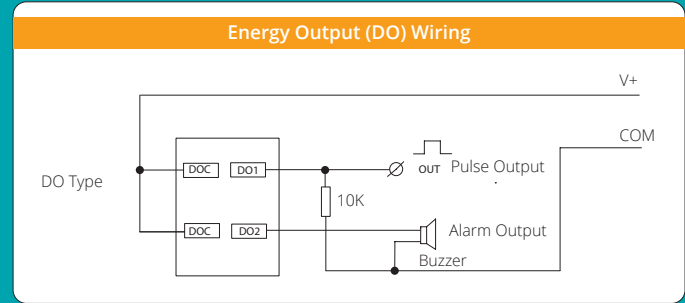 Energy Output (DO) Wiring
V+
COM
DO Type
DOC DO1
OUT Pulse Output
10K
DOC DO2
Alarm Output
Buzzer